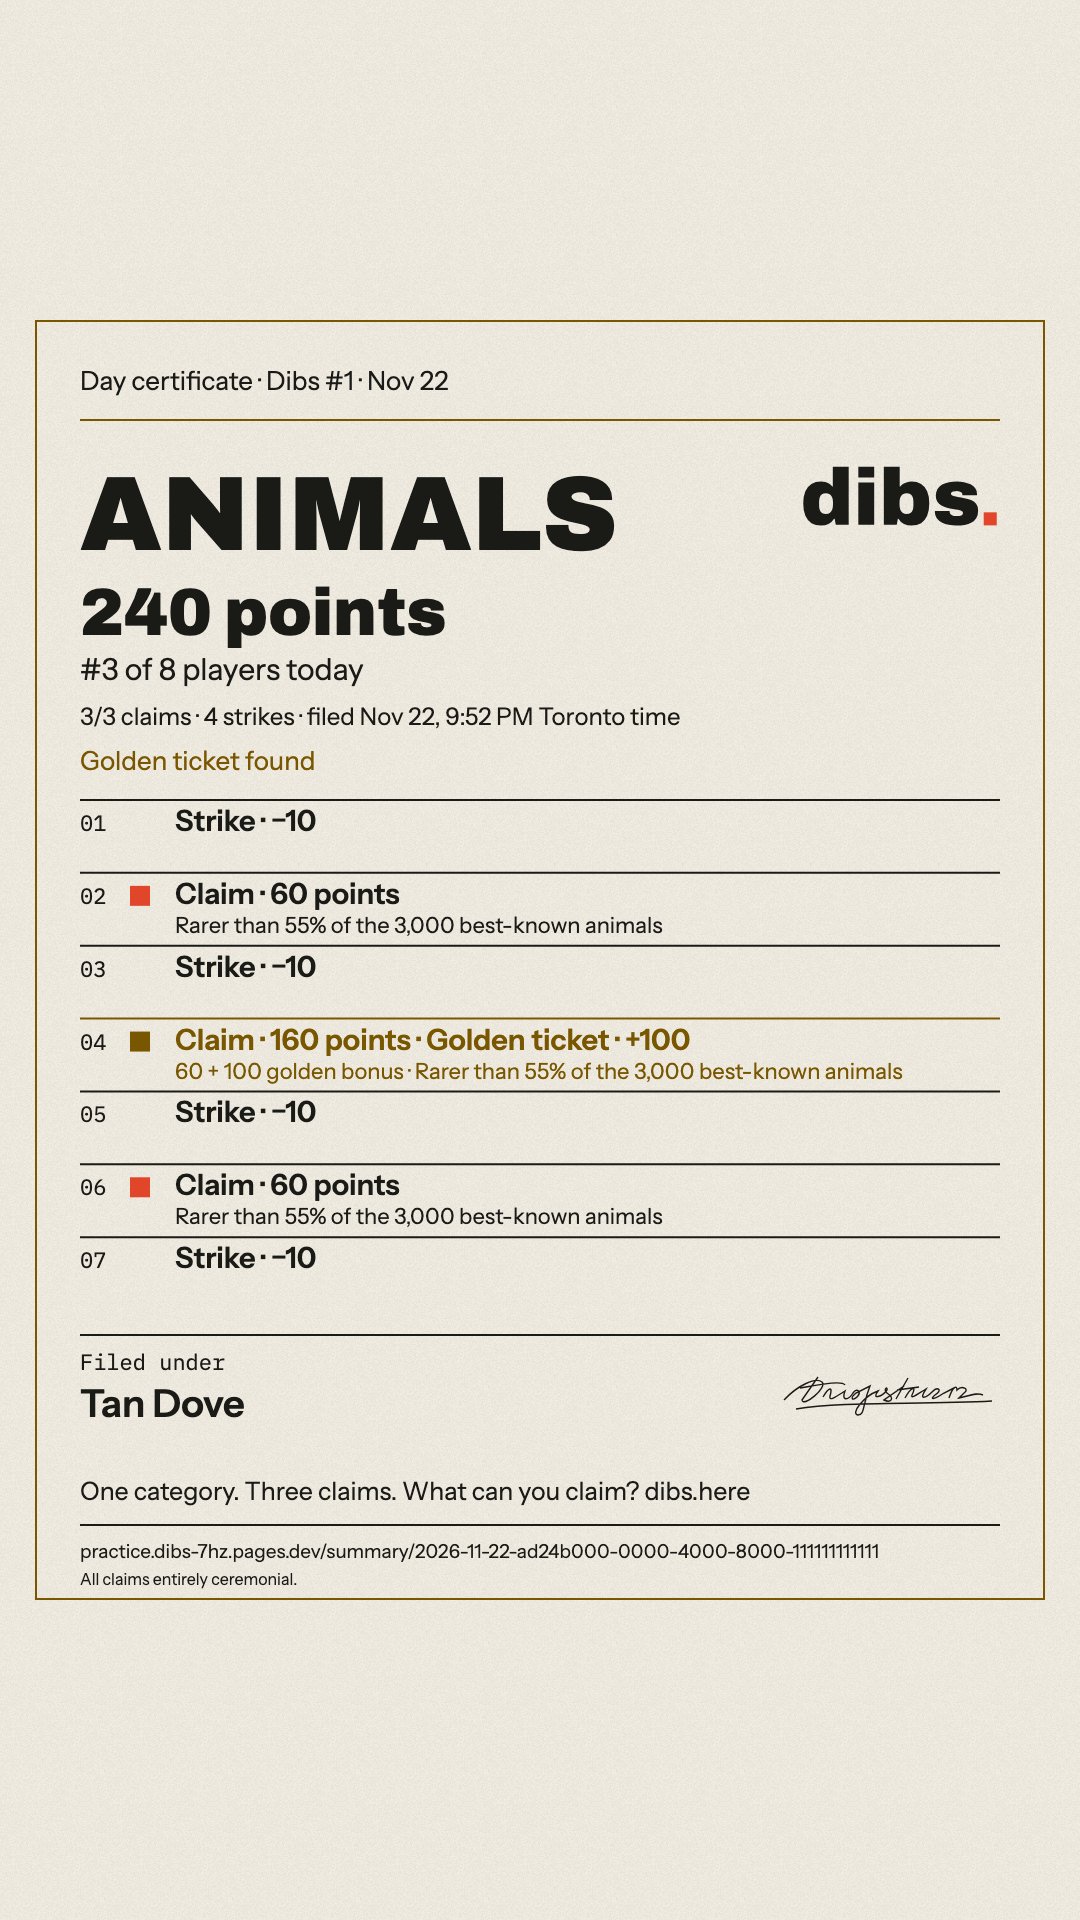 Day certificate · Dibs #1 · Nov 22
ANIMALS
dibs.
240 points
#3 of 8 players today
3/3 claims · 4 strikes · filed Nov 22, 9:52 PM Toronto time
Golden ticket found
01 Strike · −10
02 Claim · 60 points
Rarer than 55% of the 3,000 best-known animals
03 Strike · −10
04 Claim · 160 points · Golden ticket · +100
60 + 100 golden bonus · Rarer than 55% of the 3,000 best-known animals
05 Strike · −10
06 Claim · 60 points
Rarer than 55% of the 3,000 best-known animals
07 Strike · −10
Filed under
Tan Dove
One category. Three claims. What can you claim? dibs.here
practice.dibs-7hz.pages.dev/summary/2026-11-22-ad24b000-0000-4000-8000-111111111111
All claims entirely ceremonial.